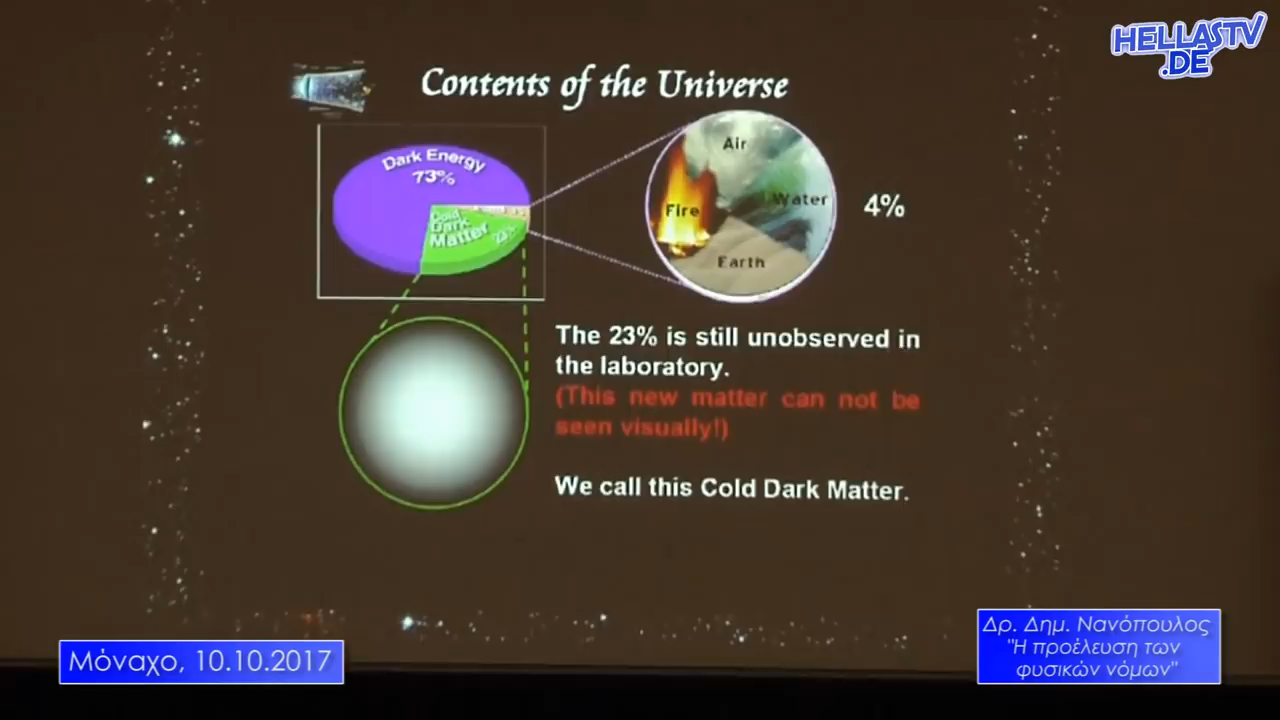 HELLASTV
.DE
Contents of the Universe
Dark Energy
73%
Cold
Dark
Matter
23%
Air
Fire
Water
Earth
4%
The 23% is still unobserved in
the laboratory.
(This new matter can not be
seen visually!)
We call this Cold Dark Matter.
Μόναχο, 10.10.2017
Δρ. Δημ. Νανόπουλος
"Η προέλευση των
φυσικών νόμων"